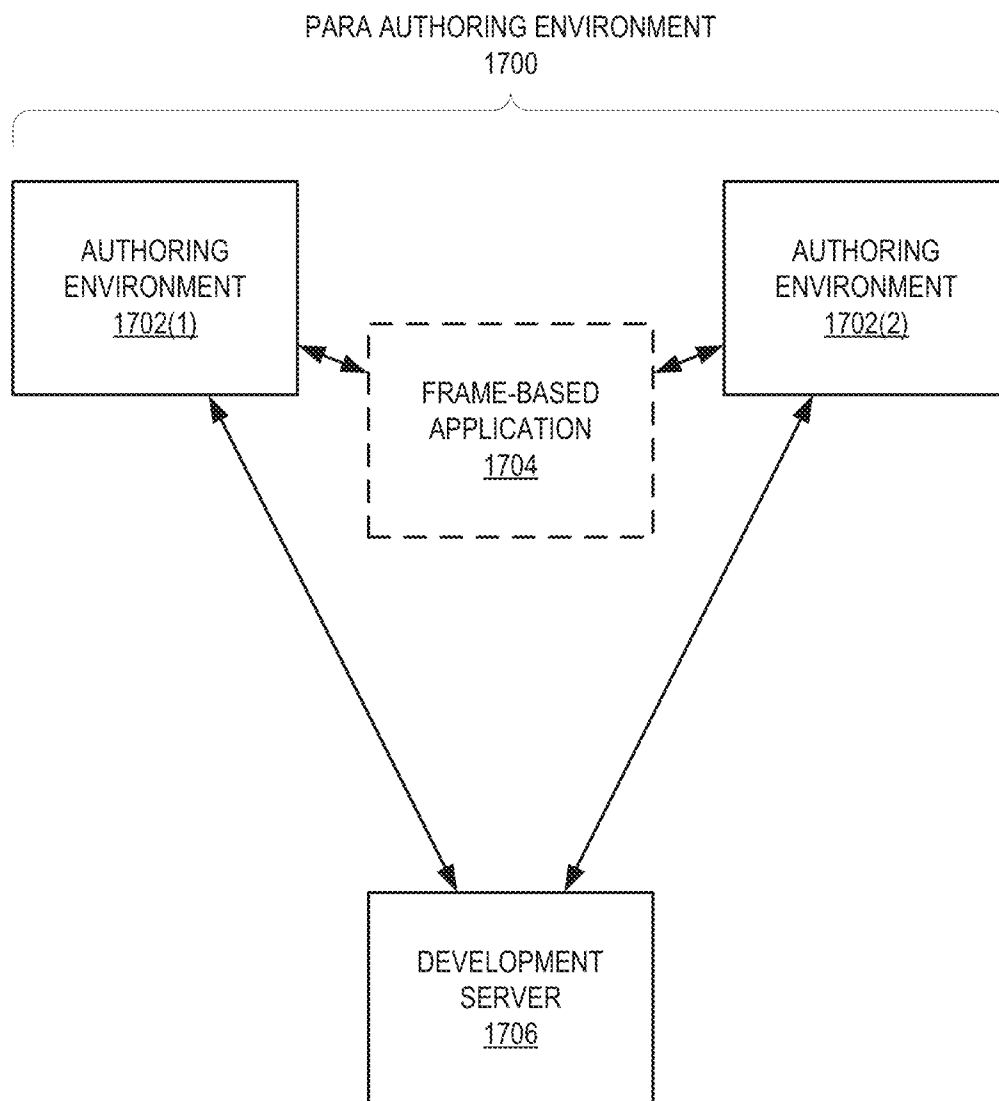 PARA AUTHORING ENVIRONMENT
1700
AUTHORING
ENVIRONMENT
1702(1)
AUTHORING
ENVIRONMENT
1702(2)
FRAME-BASED
APPLICATION
1704
DEVELOPMENT
SERVER
1706